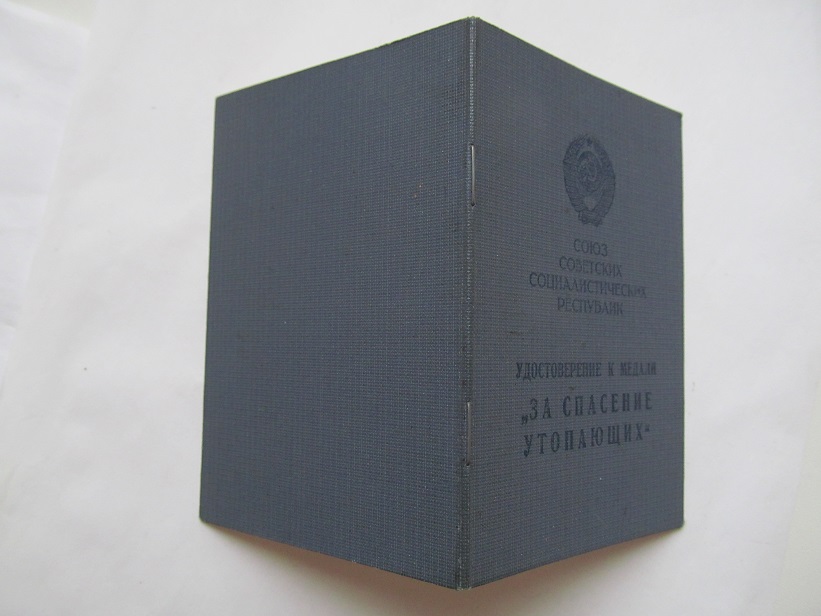 СОЮЗ
СОВЕТСКИХ
СОЦИАЛИСТИЧЕСКИХ
РЕСПУБЛИК
УДОСТОВЕРЕНИЕ К МЕДАЛИ
„ЗА СПАСЕНИЕ
УТОПАЮЩИХ“